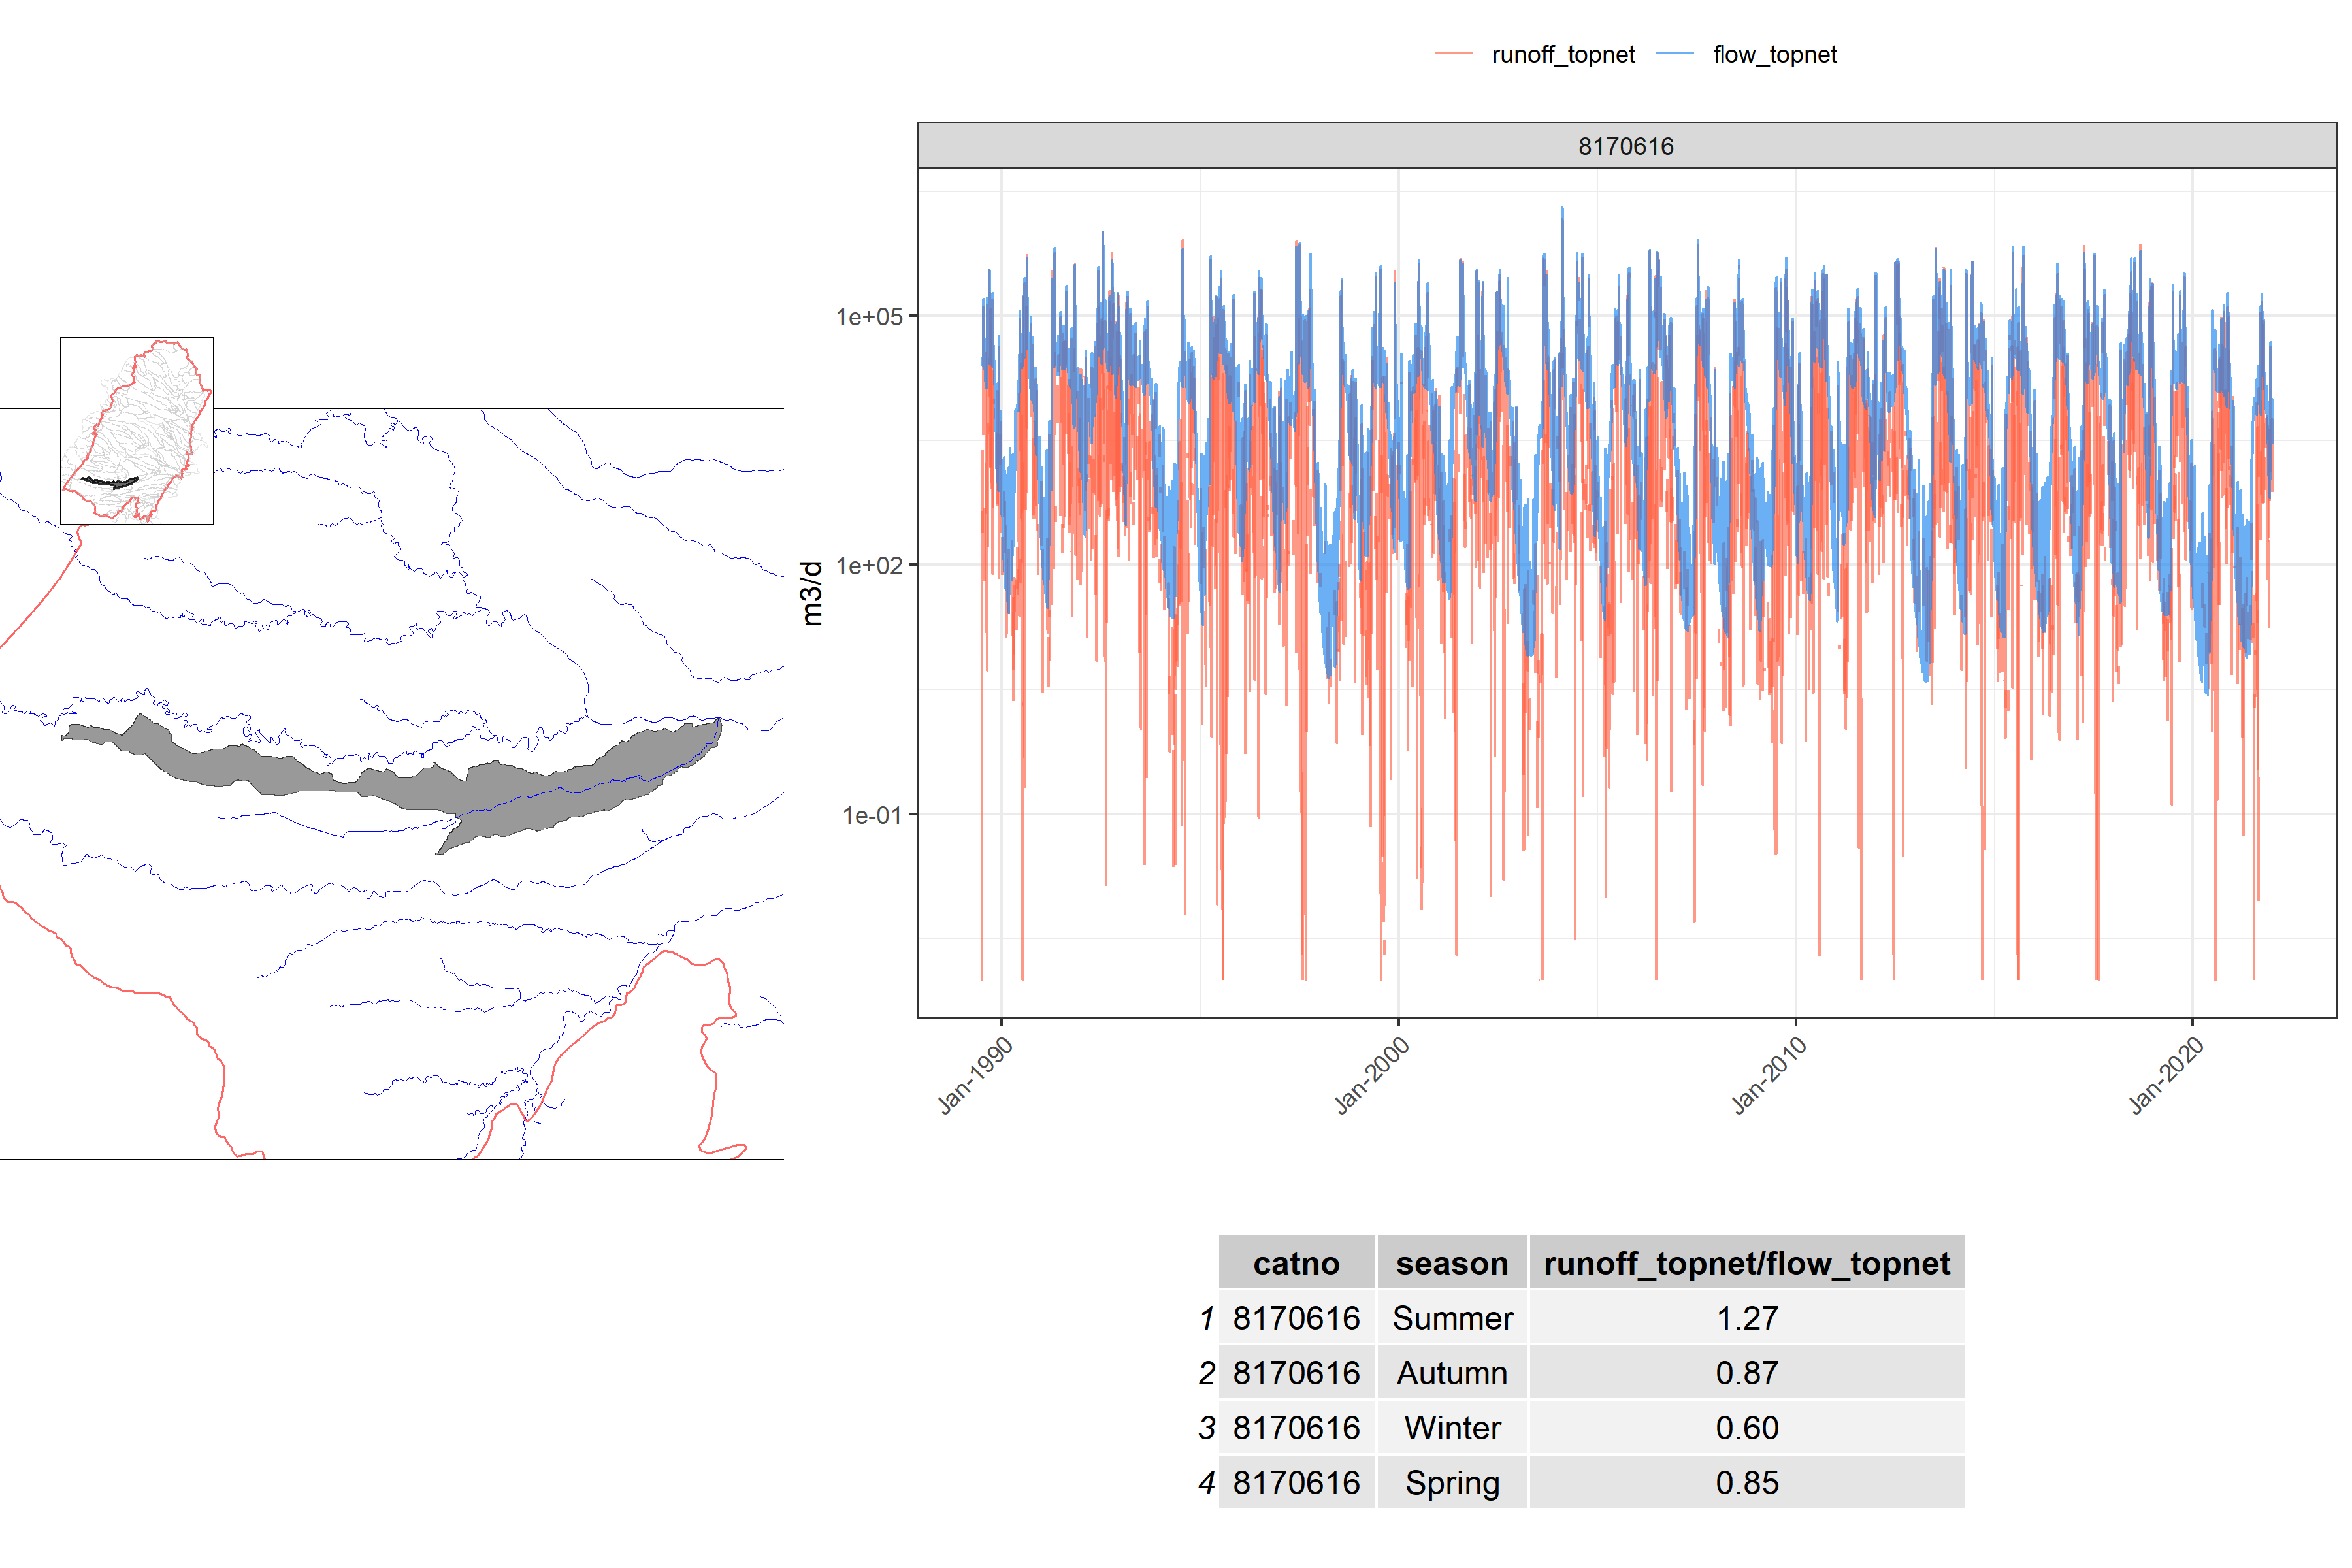 runoff_topnet flow_topnet
8170616
m3/d
1e+05
1e+02
1e-01
Jan-1990 Jan-2000 Jan-2010 Jan-2020
catno season runoff_topnet/flow_topnet
1 8170616 Summer 1.27
2 8170616 Autumn 0.87
3 8170616 Winter 0.60
4 8170616 Spring 0.85